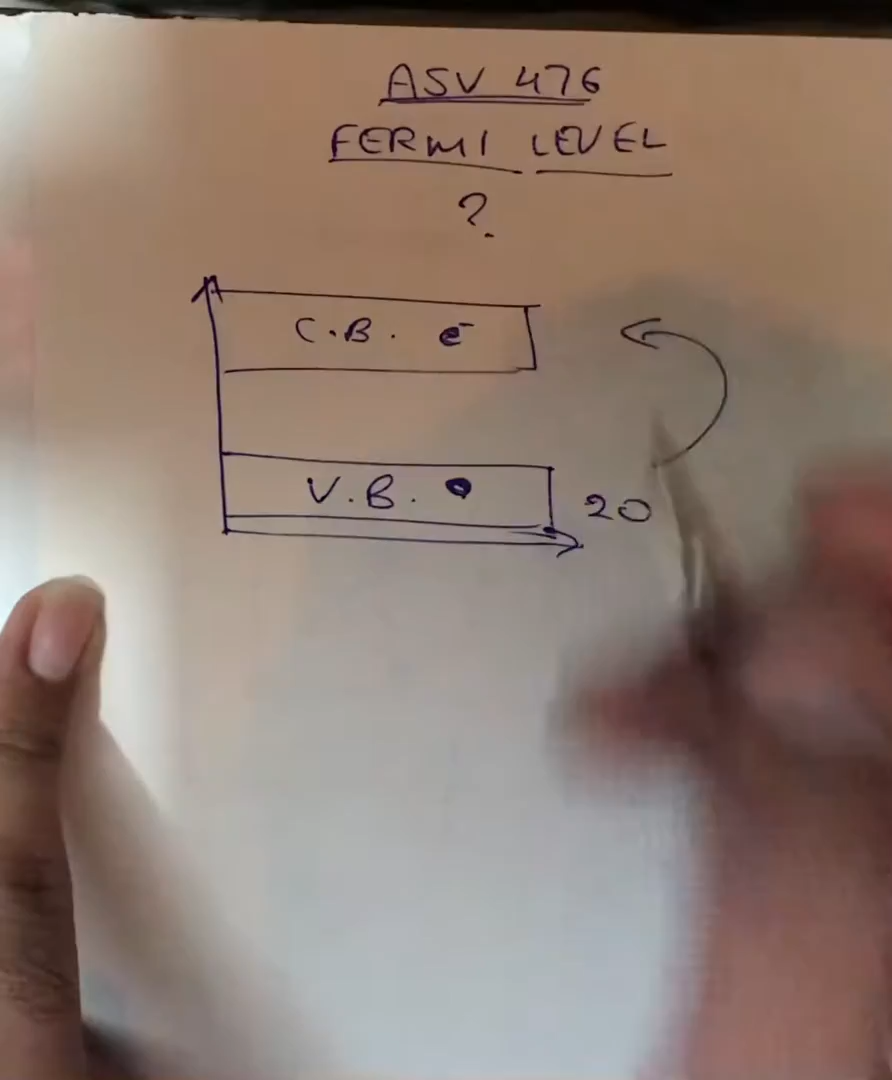 ASV 476
FERMI LEVEL
?
C.B. e-
V.B.
20